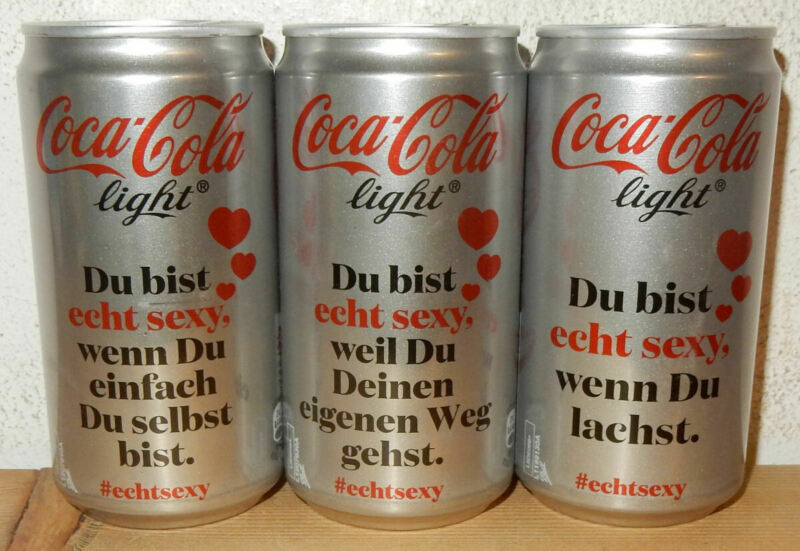 Coca-Cola
light®
Du bist
echt sexy,
wenn Du
einfach
Du selbst
bist.
#echtsexy
Coca-Cola
light®
Du bist
echt sexy,
weil Du
Deinen
eigenen Weg
gehst.
#echtsexy
Coca-Cola
light®
Du bist
echt sexy,
wenn Du
lachst.
#echtsexy